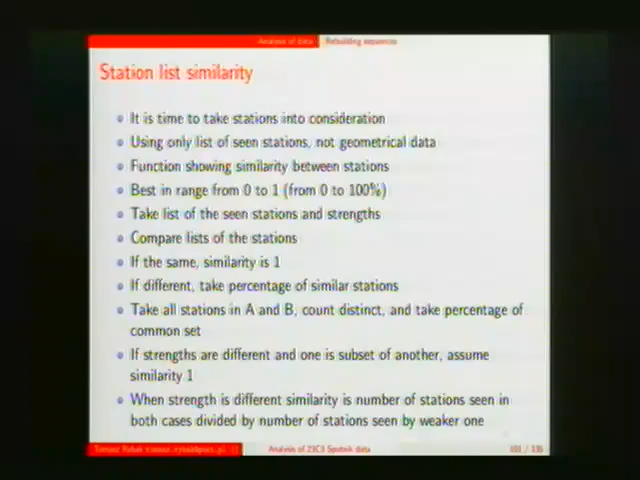 Analysis of data Rebuilding sequences
Station list similarity
It is time to take stations into consideration
Using only list of seen stations, not geometrical data
Function showing similarity between stations
Best in range from 0 to 1 (from 0 to 100%)
Take list of the seen stations and strengths
Compare lists of the stations
If the same, similarity is 1
If different, take percentage of similar stations
Take all stations in A and B, count distinct, and take percentage of
common set
If strengths are different and one is subset of another, assume
similarity 1
When strength is different similarity is number of stations seen in
both cases divided by number of stations seen by weaker one
Analysis of 23C3 Sputnik data